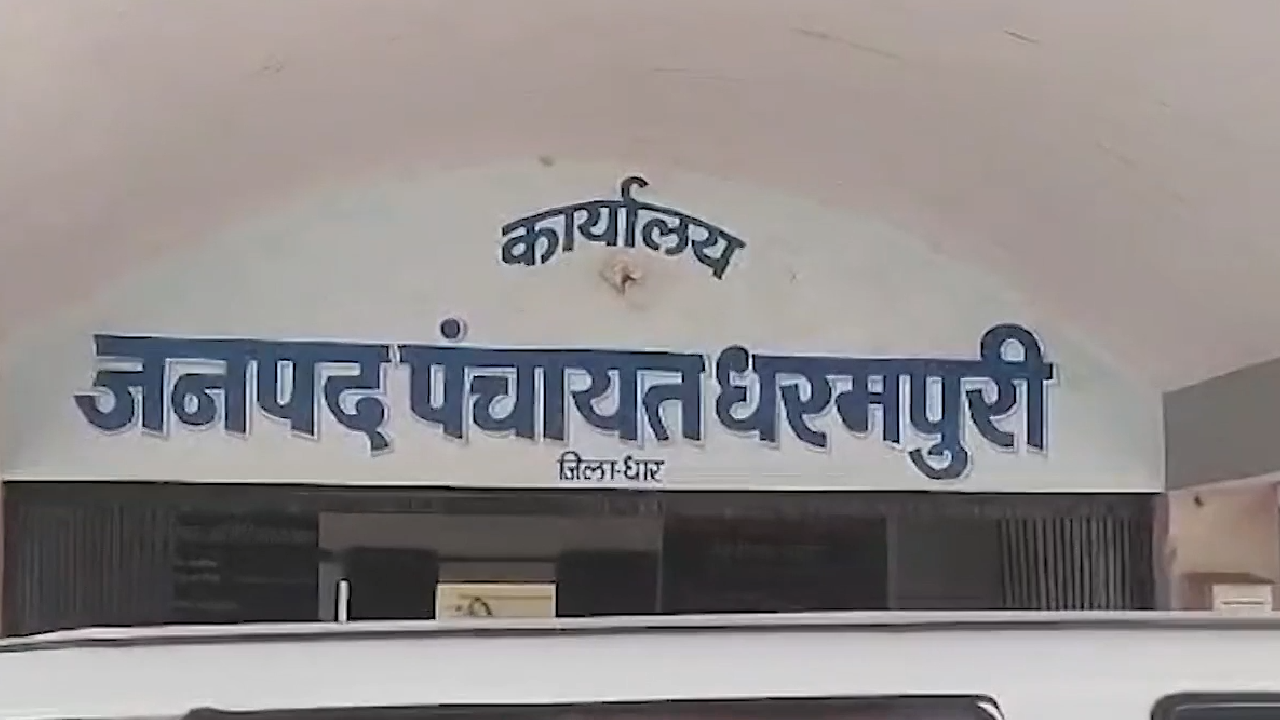 कार्यालय
जनपद पंचायत धरमपुरी
जिला-धार